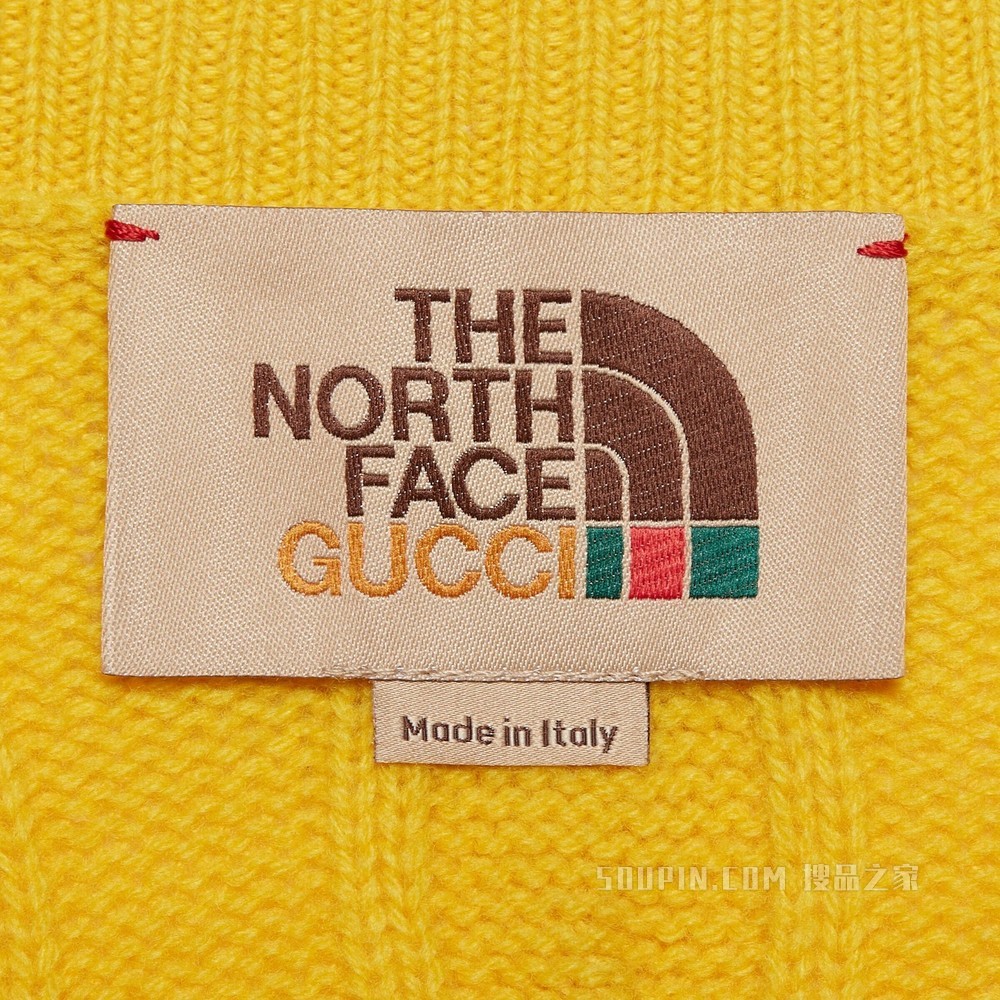 THE
NORTH
FACE
GUCCI
Made in Italy
SOUPIN.COM 搜品之家